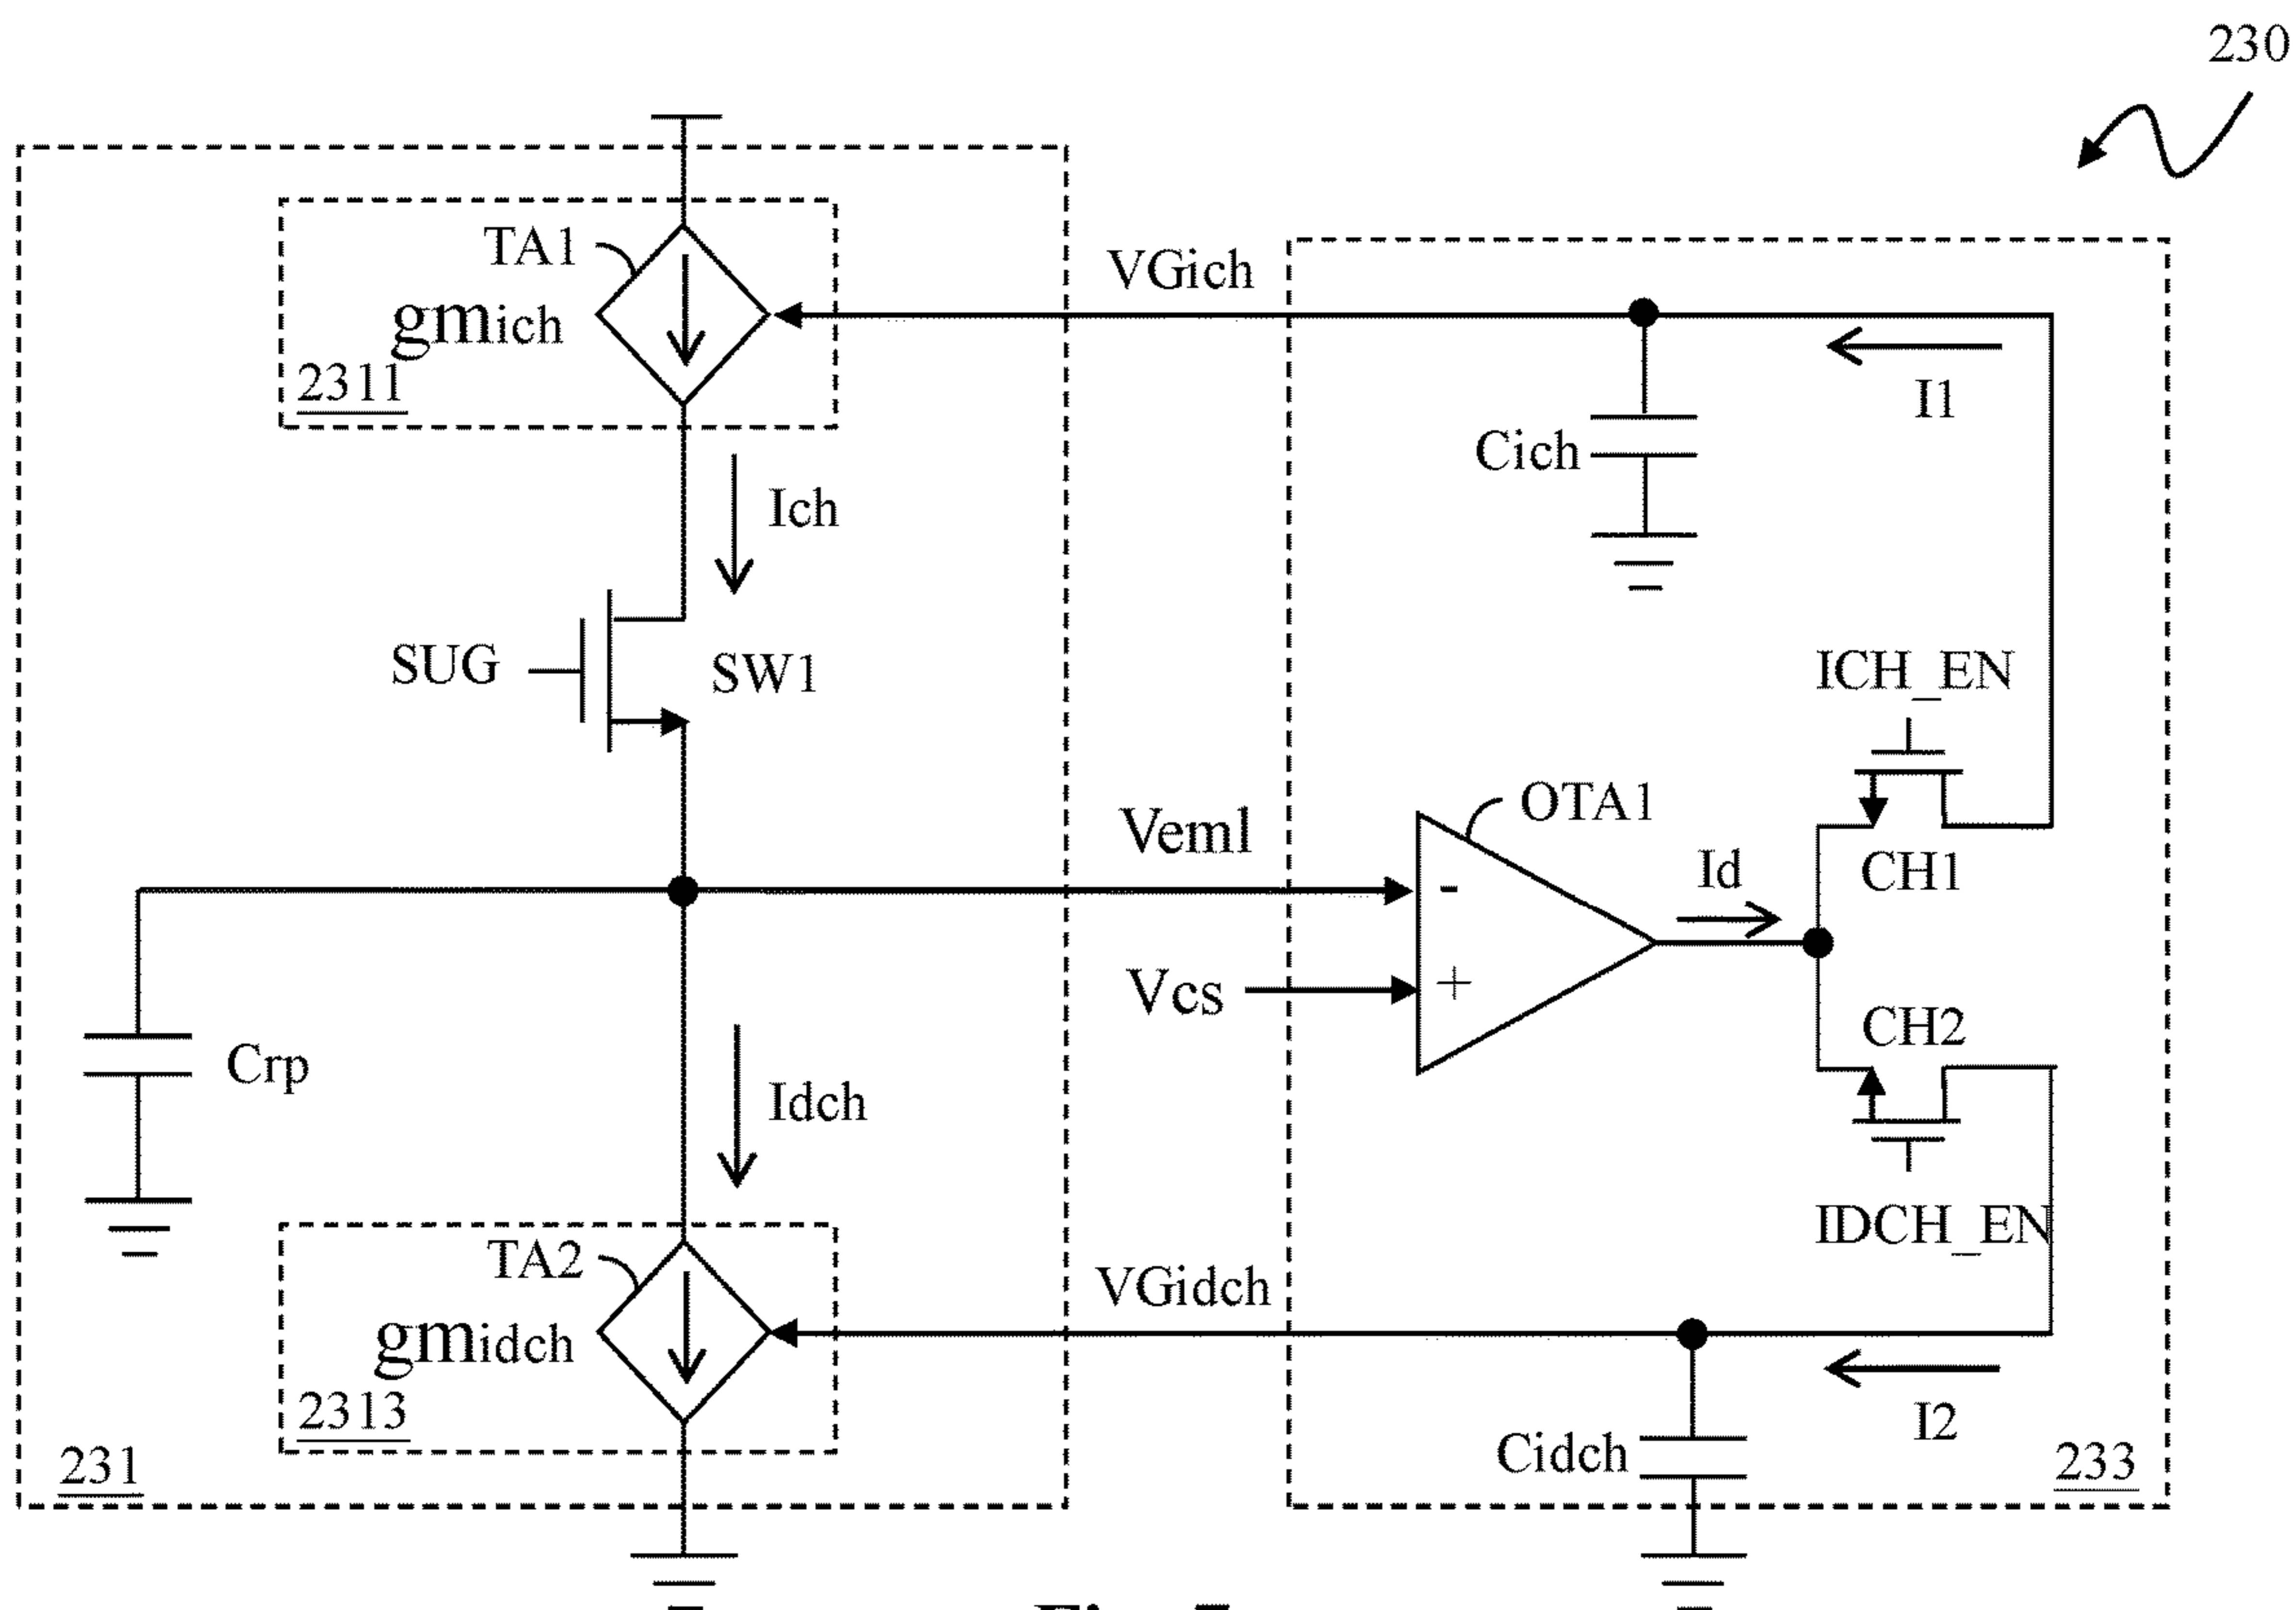 230
TA1
gmich
2311
VGich
I1
Cich
Ich
SUG
SW1
ICH_EN
OTA1
Veml
-
Id
CH1
Vcs
+
CH2
Crp
Idch
IDCH_EN
TA2
gmidch
2313
VGidch
I2
Cidch
231
233